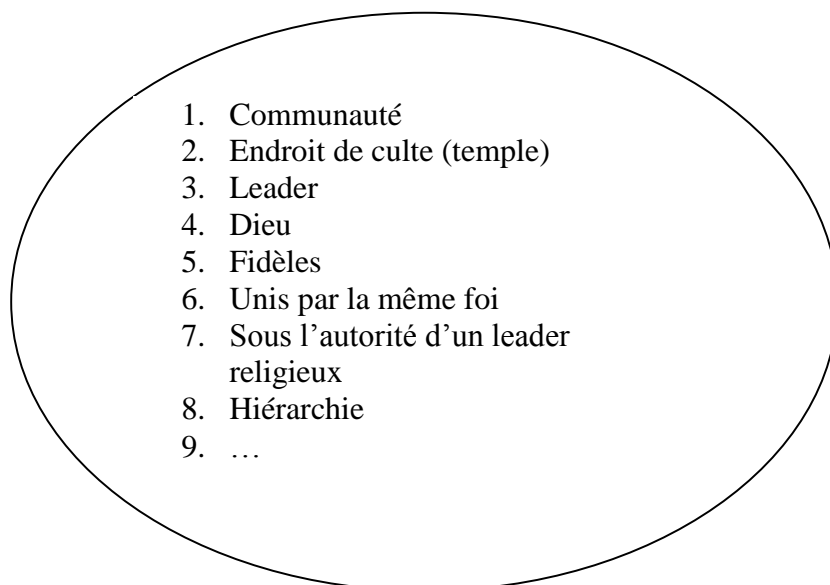 1. Communauté
2. Endroit de culte (temple)
3. Leader
4. Dieu
5. Fidèles
6. Unis par la même foi
7. Sous l’autorité d’un leader
religieux
8. Hiérarchie
9. …